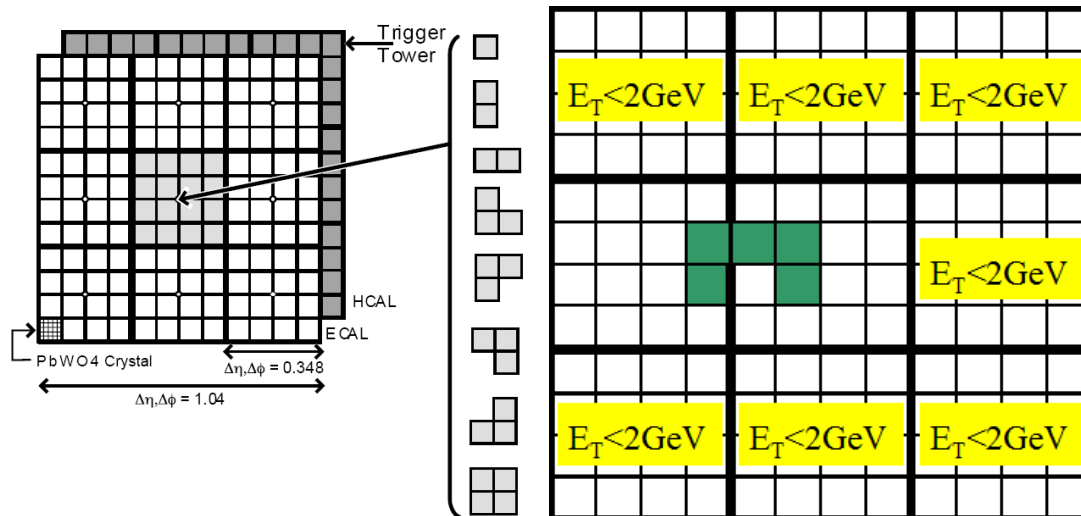 Trigger
Tower
HCAL
ECAL
PbWO4 Crystal
Δη,Δϕ = 0.348
Δη,Δϕ = 1.04
E_T<2GeV E_T<2GeV E_T<2GeV
E_T<2GeV
E_T<2GeV E_T<2GeV E_T<2GeV